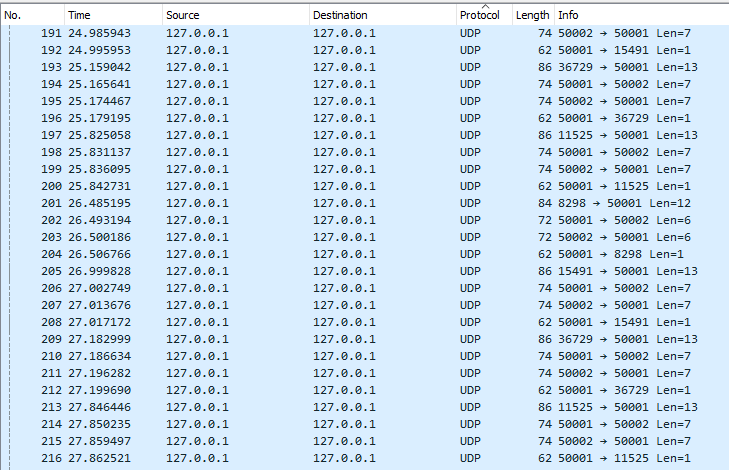 No. Time Source Destination Protocol Length Info
191 24.985943 127.0.0.1 127.0.0.1 UDP 74 50002 → 50001 Len=7
192 24.995953 127.0.0.1 127.0.0.1 UDP 62 50001 → 15491 Len=1
193 25.159042 127.0.0.1 127.0.0.1 UDP 86 36729 → 50001 Len=13
194 25.165641 127.0.0.1 127.0.0.1 UDP 74 50001 → 50002 Len=7
195 25.174467 127.0.0.1 127.0.0.1 UDP 74 50002 → 50001 Len=7
196 25.179195 127.0.0.1 127.0.0.1 UDP 62 50001 → 36729 Len=1
197 25.825058 127.0.0.1 127.0.0.1 UDP 86 11525 → 50001 Len=13
198 25.831137 127.0.0.1 127.0.0.1 UDP 74 50001 → 50002 Len=7
199 25.836095 127.0.0.1 127.0.0.1 UDP 74 50002 → 50001 Len=7
200 25.842731 127.0.0.1 127.0.0.1 UDP 62 50001 → 11525 Len=1
201 26.485195 127.0.0.1 127.0.0.1 UDP 84 8298 → 50001 Len=12
202 26.493194 127.0.0.1 127.0.0.1 UDP 72 50001 → 50002 Len=6
203 26.500186 127.0.0.1 127.0.0.1 UDP 72 50002 → 50001 Len=6
204 26.506766 127.0.0.1 127.0.0.1 UDP 62 50001 → 8298 Len=1
205 26.999828 127.0.0.1 127.0.0.1 UDP 86 15491 → 50001 Len=13
206 27.002749 127.0.0.1 127.0.0.1 UDP 74 50001 → 50002 Len=7
207 27.013676 127.0.0.1 127.0.0.1 UDP 74 50002 → 50001 Len=7
208 27.017172 127.0.0.1 127.0.0.1 UDP 62 50001 → 15491 Len=1
209 27.182999 127.0.0.1 127.0.0.1 UDP 86 36729 → 50001 Len=13
210 27.186634 127.0.0.1 127.0.0.1 UDP 74 50001 → 50002 Len=7
211 27.196282 127.0.0.1 127.0.0.1 UDP 74 50002 → 50001 Len=7
212 27.199690 127.0.0.1 127.0.0.1 UDP 62 50001 → 36729 Len=1
213 27.846446 127.0.0.1 127.0.0.1 UDP 86 11525 → 50001 Len=13
214 27.850235 127.0.0.1 127.0.0.1 UDP 74 50001 → 50002 Len=7
215 27.859497 127.0.0.1 127.0.0.1 UDP 74 50002 → 50001 Len=7
216 27.862521 127.0.0.1 127.0.0.1 UDP 62 50001 → 11525 Len=1